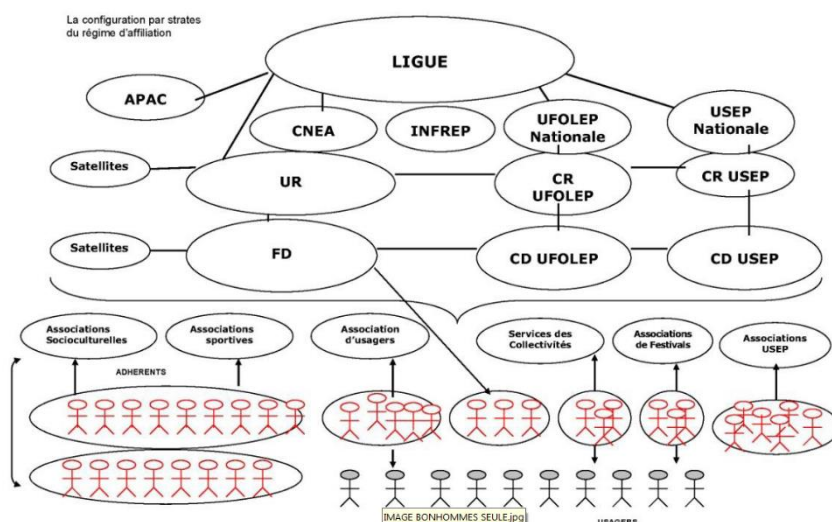 La configuration par strates
du régime d'affiliation
LIGUE
APAC
CNEA
INFREP
UFOLEP
Nationale
USEP
Nationale
Satellites
UR
CR
UFOLEP
CR USEP
Satellites
FD
CD UFOLEP
CD USEP
Associations
Socioculturelles
Associations
sportives
Association
d'usagers
Services des
Collectivités
Associations
de Festivals
Associations
USEP
ADHERENTS
IMAGE BONHOMMES SEULE.jpg
USAGERS